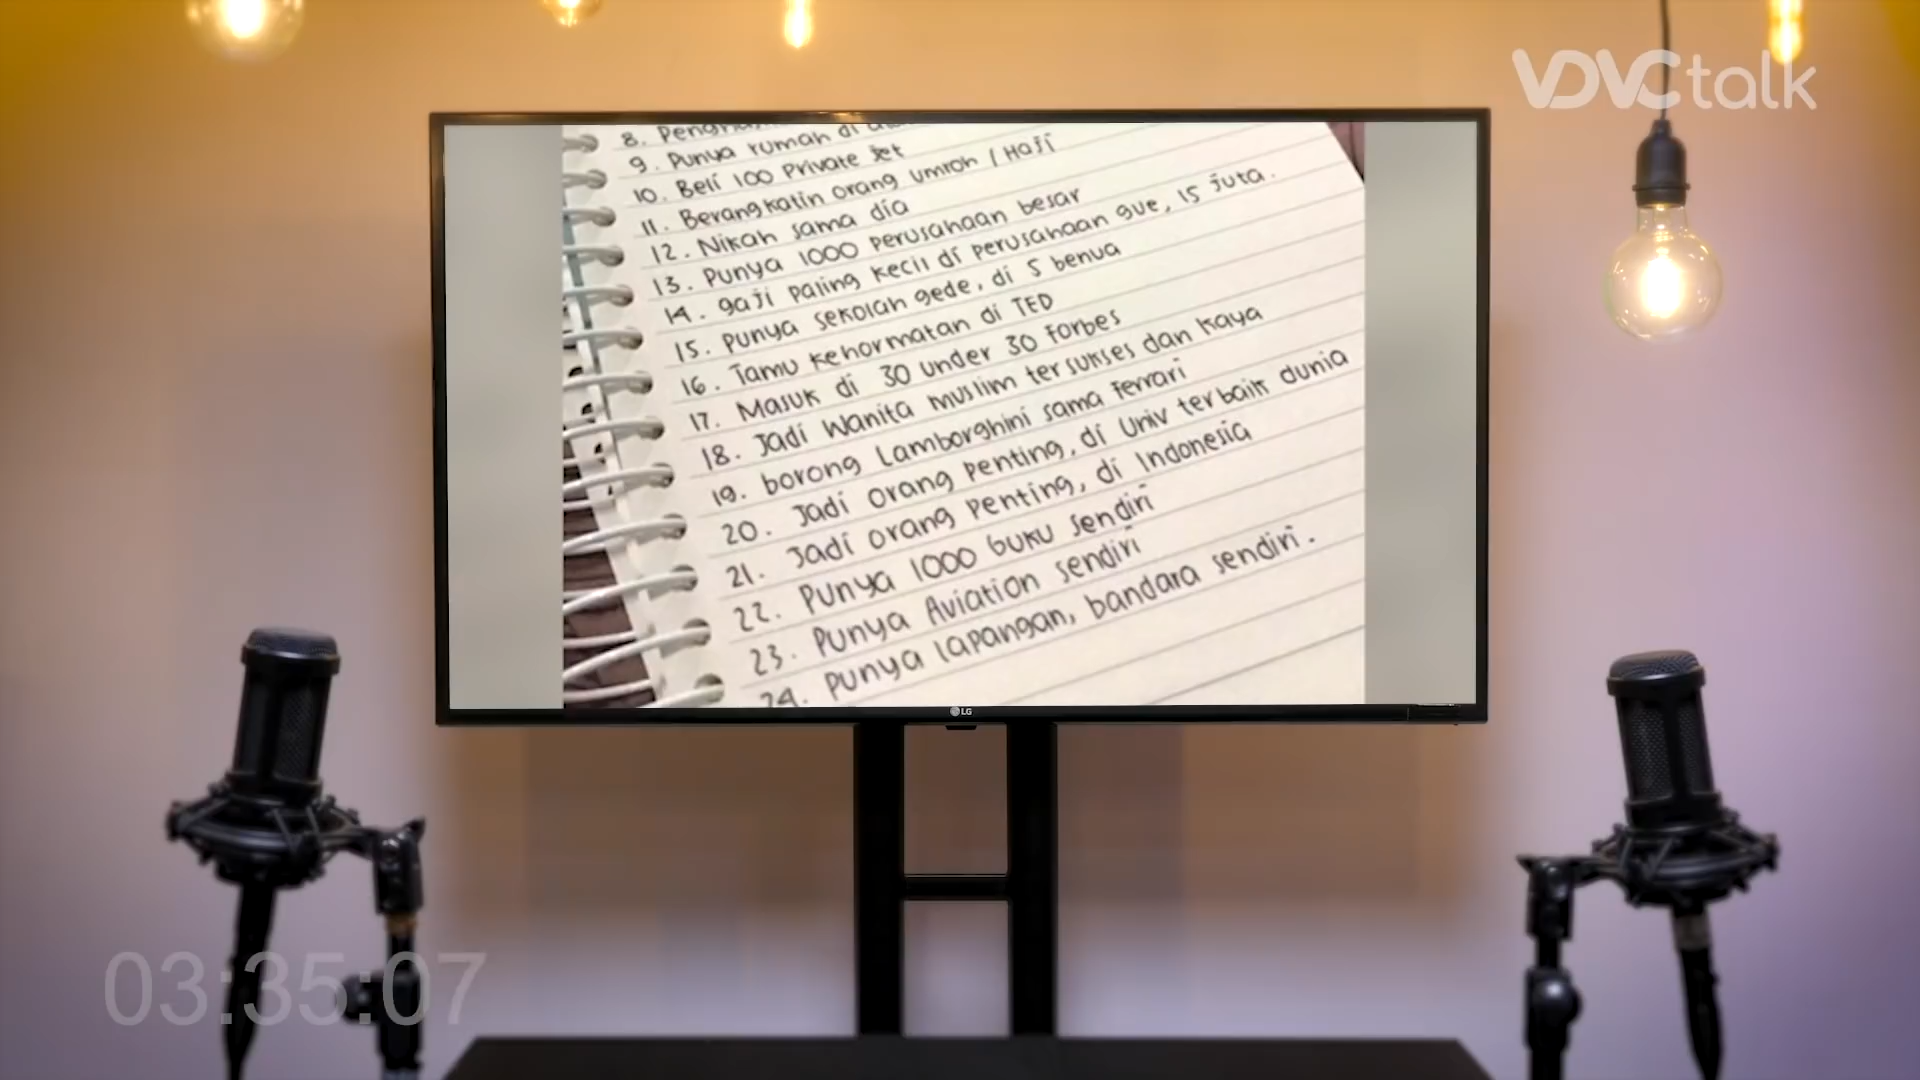 VDVC talk
8.
9. Punya rumah di
10. Beli 100 Private Jet
11. Berangkatin orang umroh / Haji
12. Nikah sama dia
13. Punya 1000 perusahaan besar
14. gaji paling kecil di perusahaan gue, 15 juta.
15. punya sekolah gede, di 5 benua
16. Tamu kehormatan di TED
17. Masuk di 30 under 30 Forbes
18. Jadi Wanita muslim tersukses dan kaya
19. borong Lamborghini sama Ferrari
20. Jadi orang penting, di Univ terbaik dunia
21. Jadi orang penting, di Indonesia
22. Punya 1000 buku sendiri
23. Punya Aviation sendiri
24. Punya lapangan, bandara sendiri.
LG
03:35:07